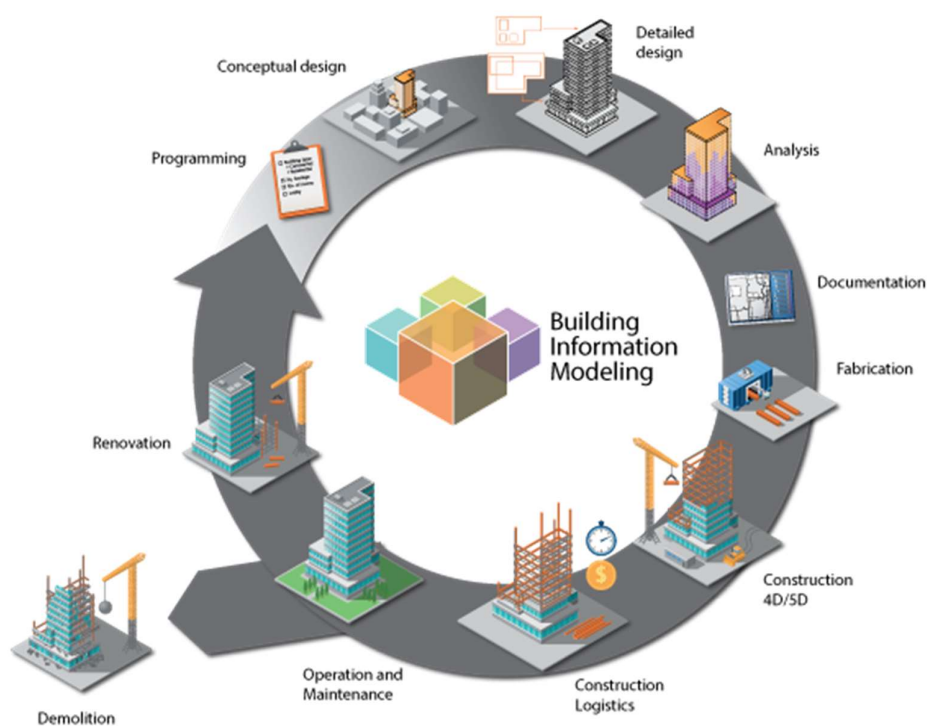 Detailed
design
Conceptual design
Programming
Analysis
Documentation
Building
Information
Modeling
Fabrication
Renovation
$
Construction
4D/5D
Operation and
Maintenance
Construction
Logistics
Demolition